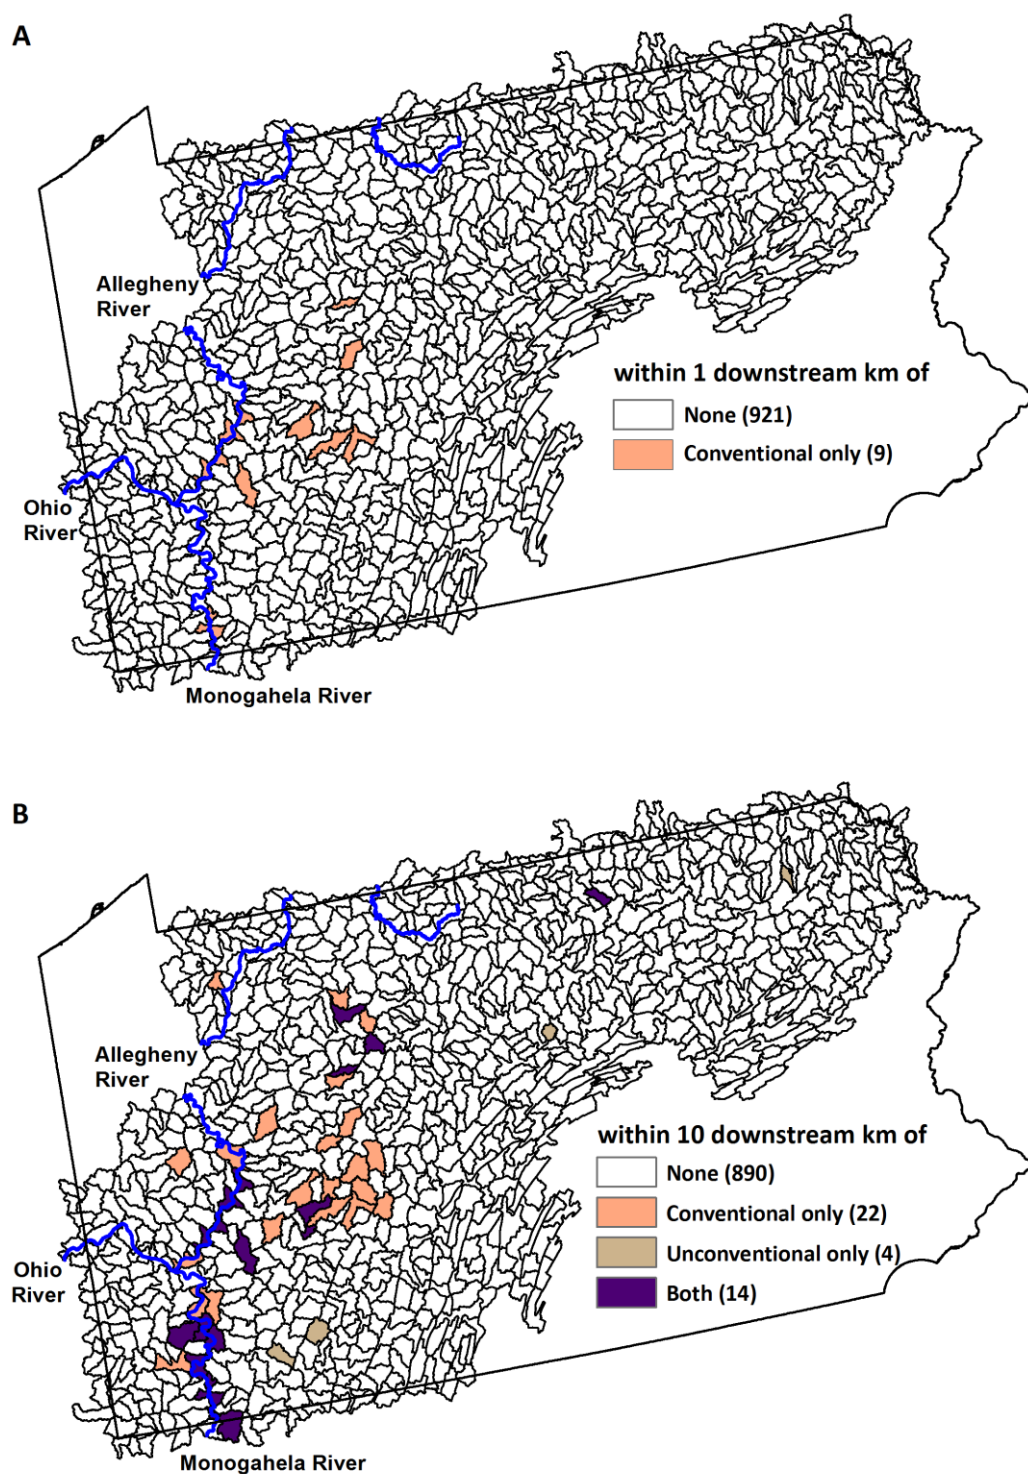 A
Allegheny
River
within 1 downstream km of
None (921)
Conventional only (9)
Ohio
River
Monogahela River
B
Allegheny
River
within 10 downstream km of
None (890)
Conventional only (22)
Unconventional only (4)
Both (14)
Ohio
River
Monogahela River